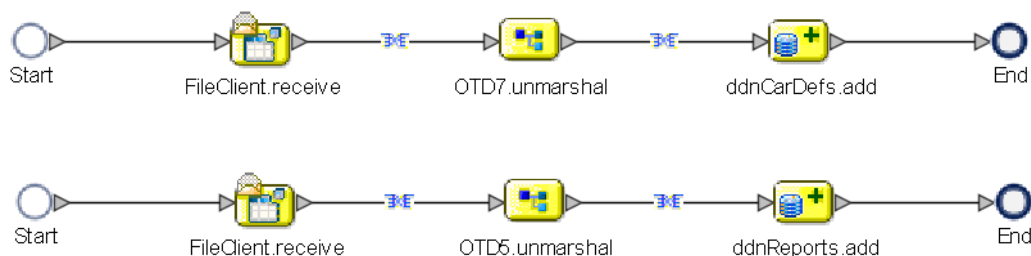 Start
FileClient.receive
OTD7.unmarshal
ddnCarDefs.add
End
Start
FileClient.receive
OTD5.unmarshal
ddnReports.add
End